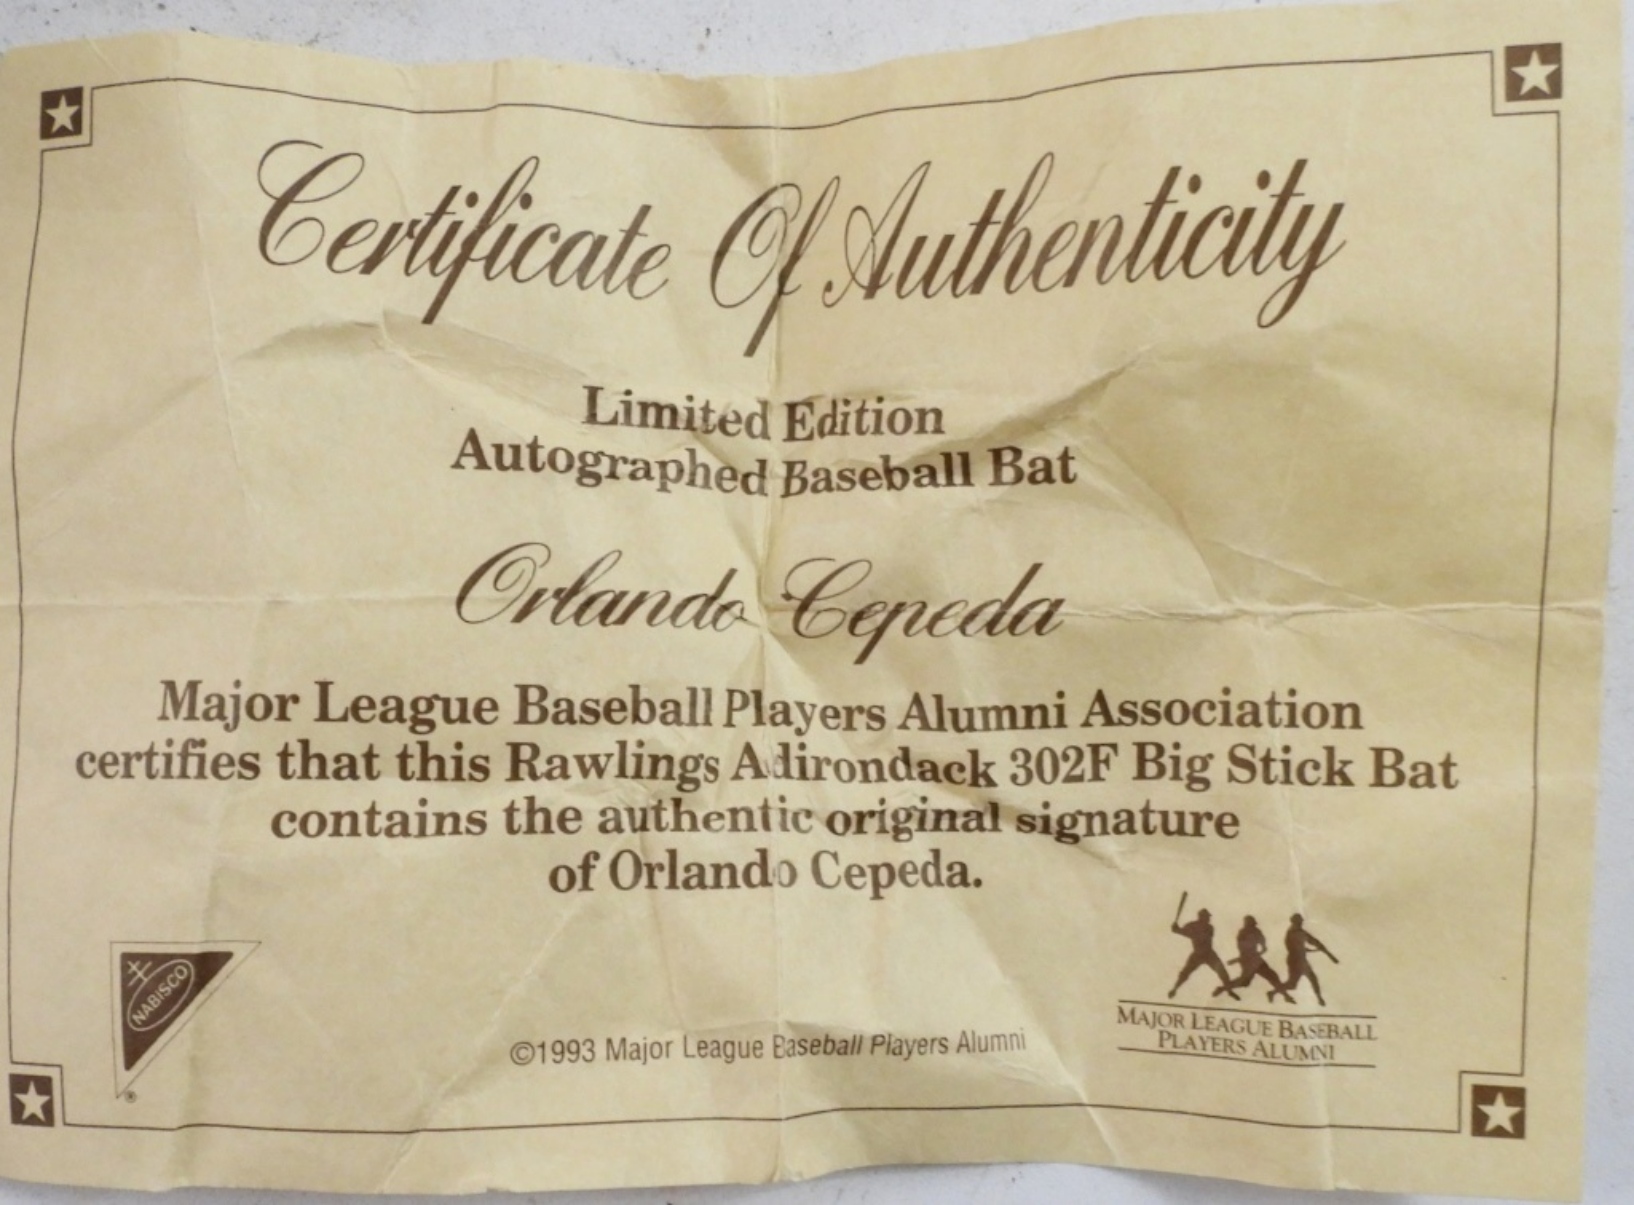 Certificate Of Authenticity
Limited Edition
Autographed Baseball Bat
Orlando Cepeda
Major League Baseball Players Alumni Association
certifies that this Rawlings Adirondack 302F Big Stick Bat
contains the authentic original signature
of Orlando Cepeda.
NABISCO
®
©1993 Major League Baseball Players Alumni
MAJOR LEAGUE BASEBALL
PLAYERS ALUMNI